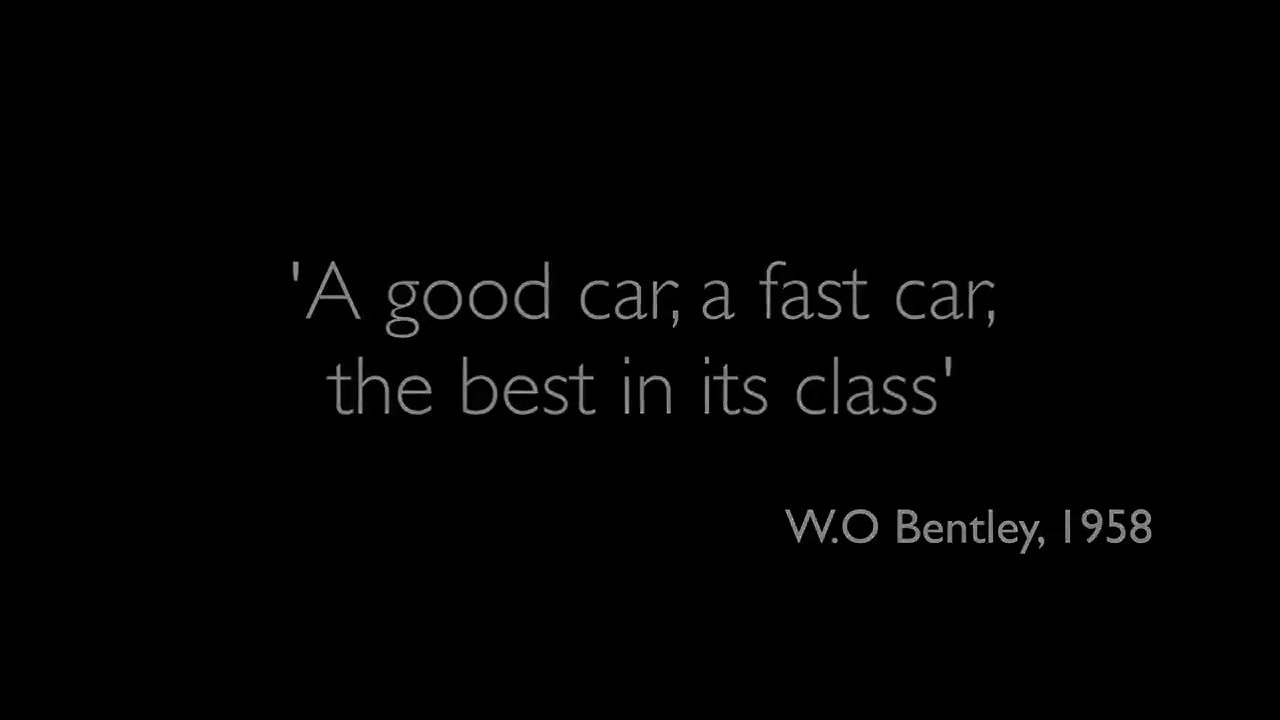 'A good car, a fast car,
the best in its class'
W.O Bentley, 1958